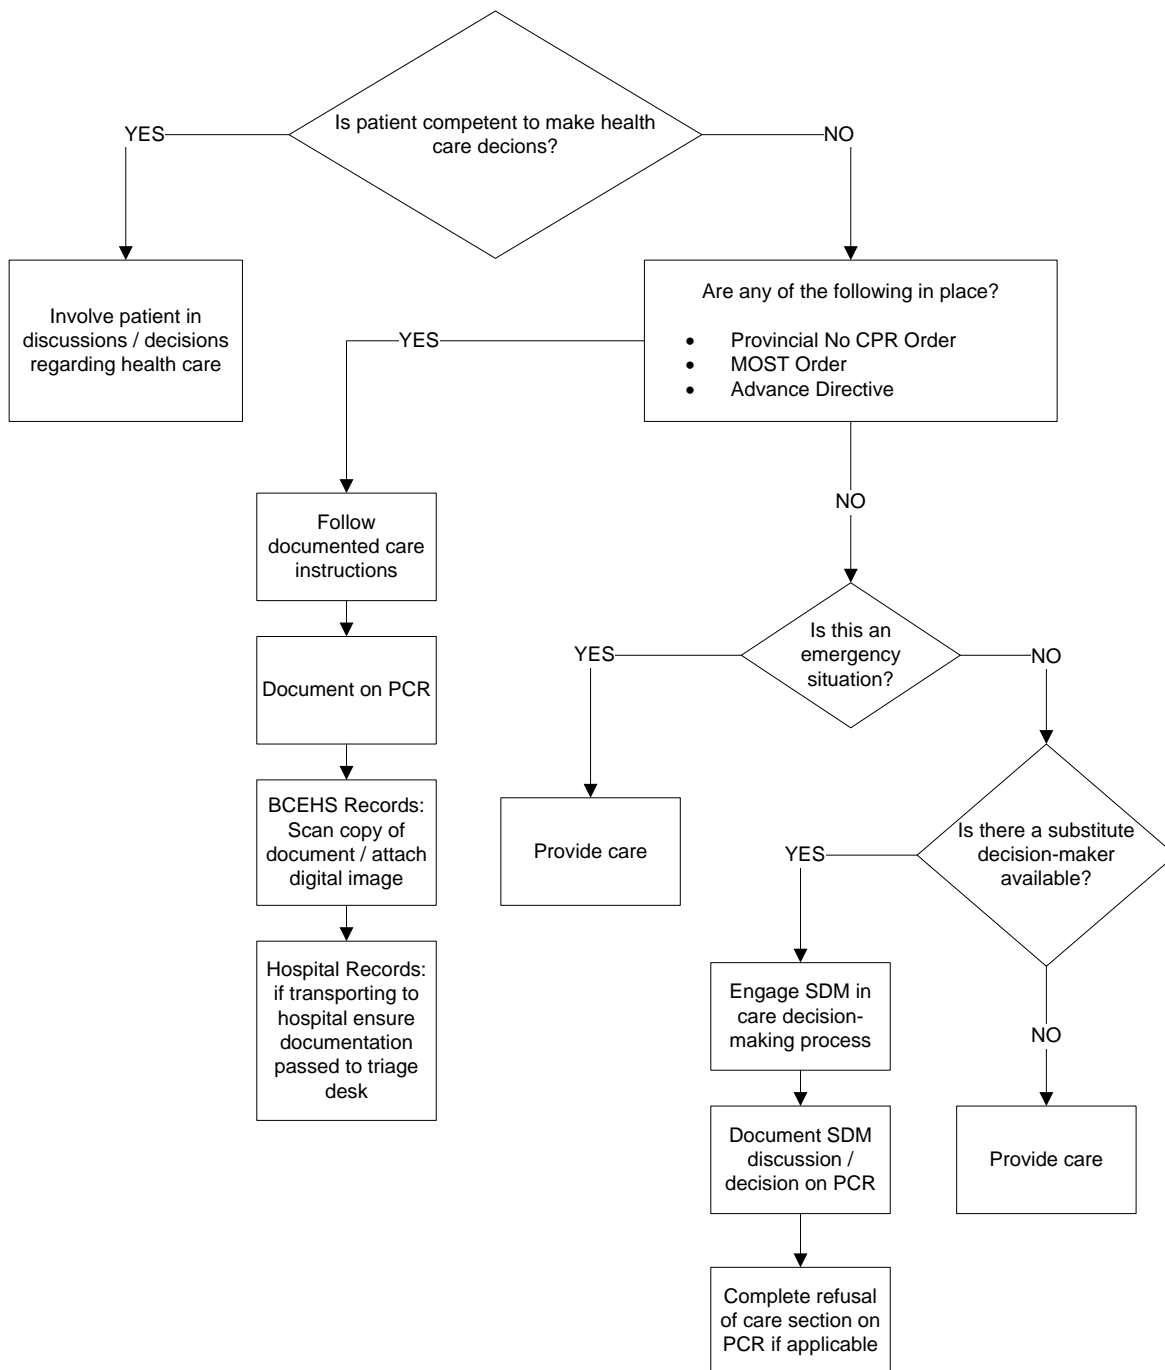 Is patient competent to make health
care decions?
YES
NO
Involve patient in
discussions / decisions
regarding health care
Are any of the following in place?
• Provincial No CPR Order
• MOST Order
• Advance Directive
YES
NO
Follow
documented care
instructions
Document on PCR
BCEHS Records:
Scan copy of
document / attach
digital image
Hospital Records:
if transporting to
hospital ensure
documentation
passed to triage
desk
Is this an
emergency
situation?
YES
NO
Provide care
Is there a substitute
decision-maker
available?
YES
NO
Engage SDM in
care decision-
making process
Document SDM
discussion /
decision on PCR
Complete refusal
of care section on
PCR if applicable
Provide care